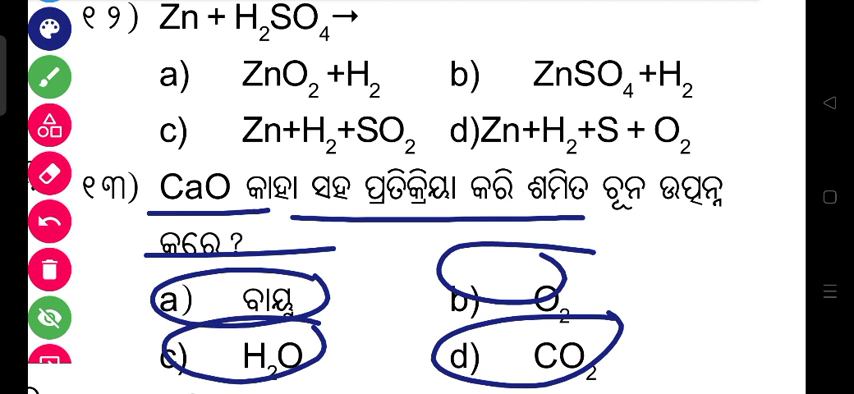 ୧୨) Zn + H₂SO₄→
a) ZnO₂ +H₂ b) ZnSO₄ +H₂
c) Zn+H₂+SO₂ d)Zn+H₂+S + O₂
୧୩) CaO କାହା ସହ ପ୍ରତିକ୍ରିୟା କରି ଶମିତ ଚୂନ ଉତ୍ପନ୍ନ
କରେ ?
a) ବାୟୁ b) O₂
c) H₂O d) CO₂